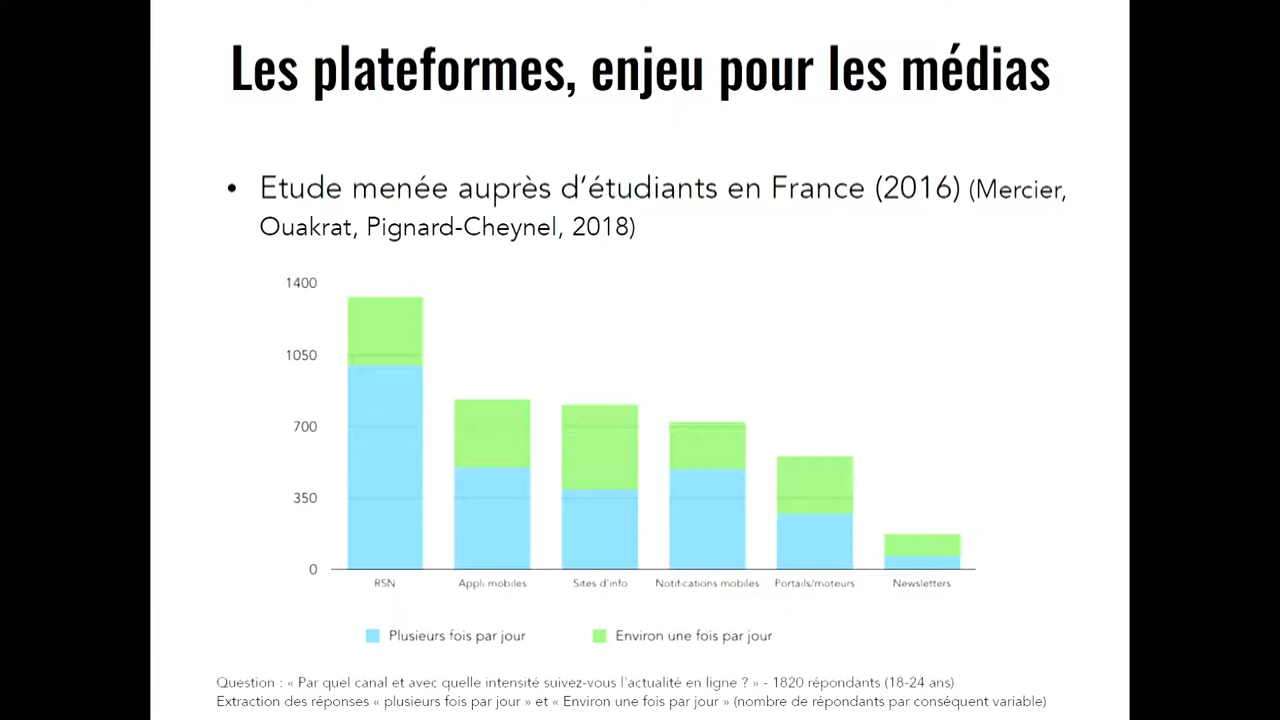 Les plateformes, enjeu pour les médias
• Etude menée auprès d’étudiants en France (2016) (Mercier,
Ouakrat, Pignard-Cheynel, 2018)
1400
1050
700
350
0
RSN Appli mobiles Sites d'info Notifications mobiles Portails/moteurs Newsletters
Plusieurs fois par jour Environ une fois par jour
Question : « Par quel canal et avec quelle intensité suivez-vous l'actualité en ligne ? » - 1820 répondants (18-24 ans)
Extraction des réponses « plusieurs fois par jour » et « Environ une fois par jour » (nombre de répondants par conséquent variable)